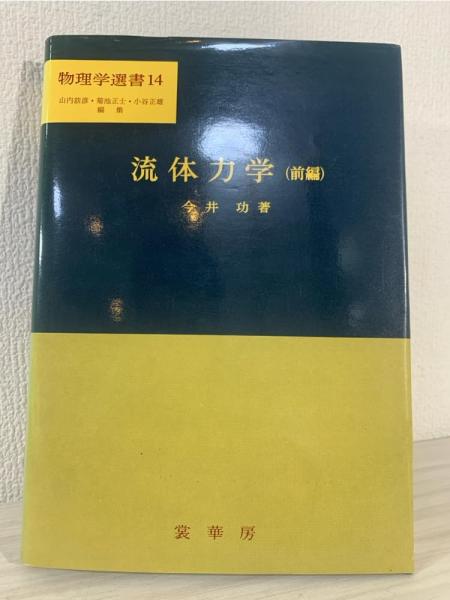 物理学選書14
山内恭彦・菊池正士・小谷正雄
編集
流体力学(前編)
今井功著
裳華房